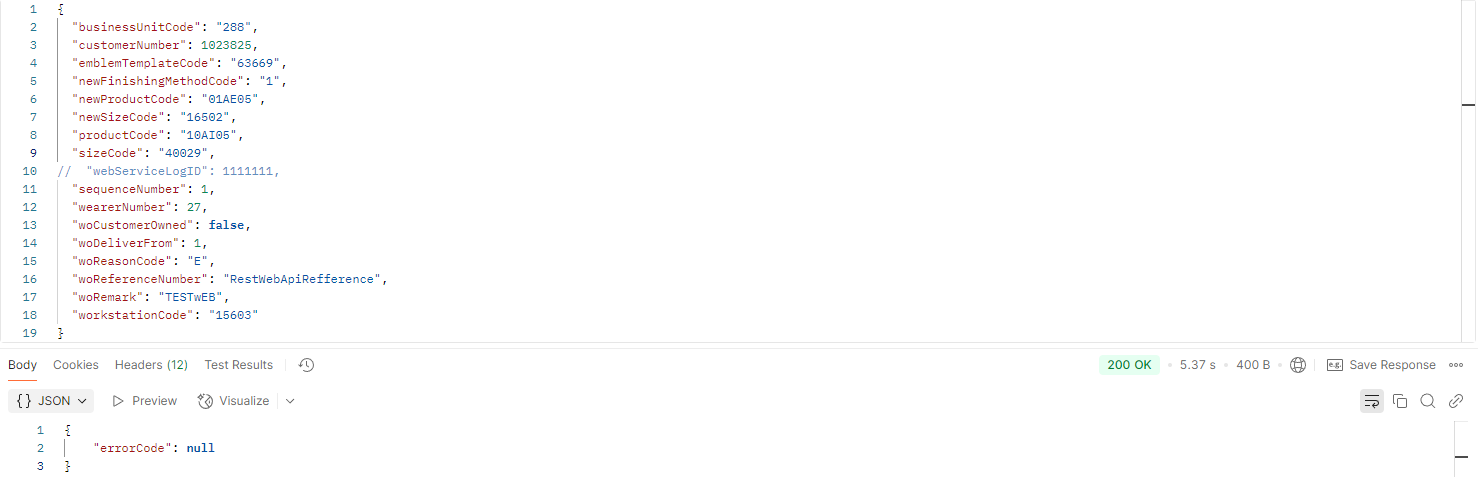 1 {
2 "businessUnitCode": "288",
3 "customerNumber": 1023825,
4 "emblemTemplateCode": "63669",
5 "newFinishingMethodCode": "1",
6 "newProductCode": "01AE05",
7 "newSizeCode": "16502",
8 "productCode": "10AI05",
9 "sizeCode": "40029",
10 // "webServiceLogID": 1111111,
11 "sequenceNumber": 1,
12 "wearerNumber": 27,
13 "woCustomerOwned": false,
14 "woDeliverFrom": 1,
15 "woReasonCode": "E",
16 "woReferenceNumber": "RestWebApiRefference",
17 "woRemark": "TESTwEB",
18 "workstationCode": "15603"
19 }
Body Cookies Headers (12) Test Results 200 OK • 5.37 s • 400 B • e.g. Save Response
{} JSON Preview Visualize
1 {
2 "errorCode": null
3 }